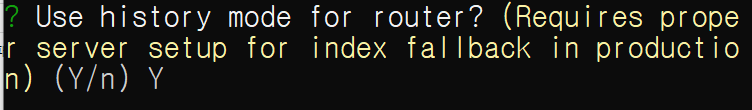 ? Use history mode for router? (Requires prope
r server setup for index fallback in productio
n) (Y/n) Y